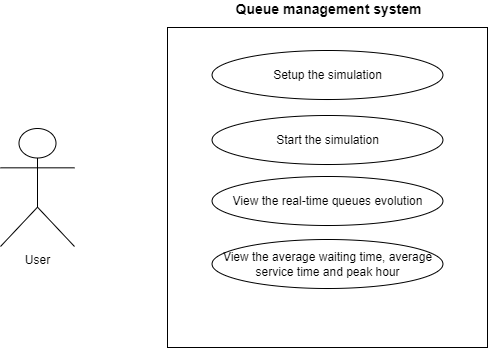 Queue management system
Setup the simulation
Start the simulation
View the real-time queues evolution
View the average waiting time, average
service time and peak hour
User